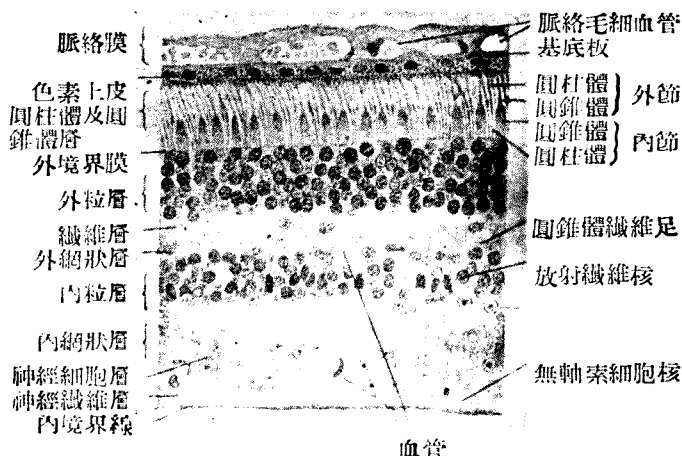 脈絡膜
色素上皮
圓柱體及圓
錐體層
外境界膜
外粒層
纖維層
外網狀層
內粒層
內網狀層
神經細胞層
神經纖維層
內境界線
脈絡毛細血管
基底板
圓柱體
圓錐體
外節
圓錐體
圓柱體
內節
圓錐體纖維足
放射纖維核
無軸索細胞核
血管